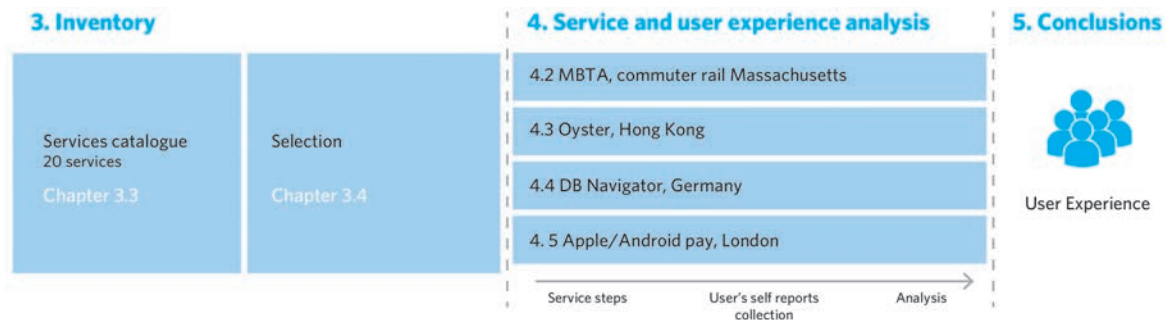 3. Inventory
Services catalogue
20 services
Chapter 3.3
Selection
Chapter 3.4
4. Service and user experience analysis
4.2 MBTA, commuter rail Massachusetts
4.3 Oyster, Hong Kong
4.4 DB Navigator, Germany
4. 5 Apple/Android pay, London
Service steps
User's self reports
collection
Analysis
5. Conclusions
User Experience